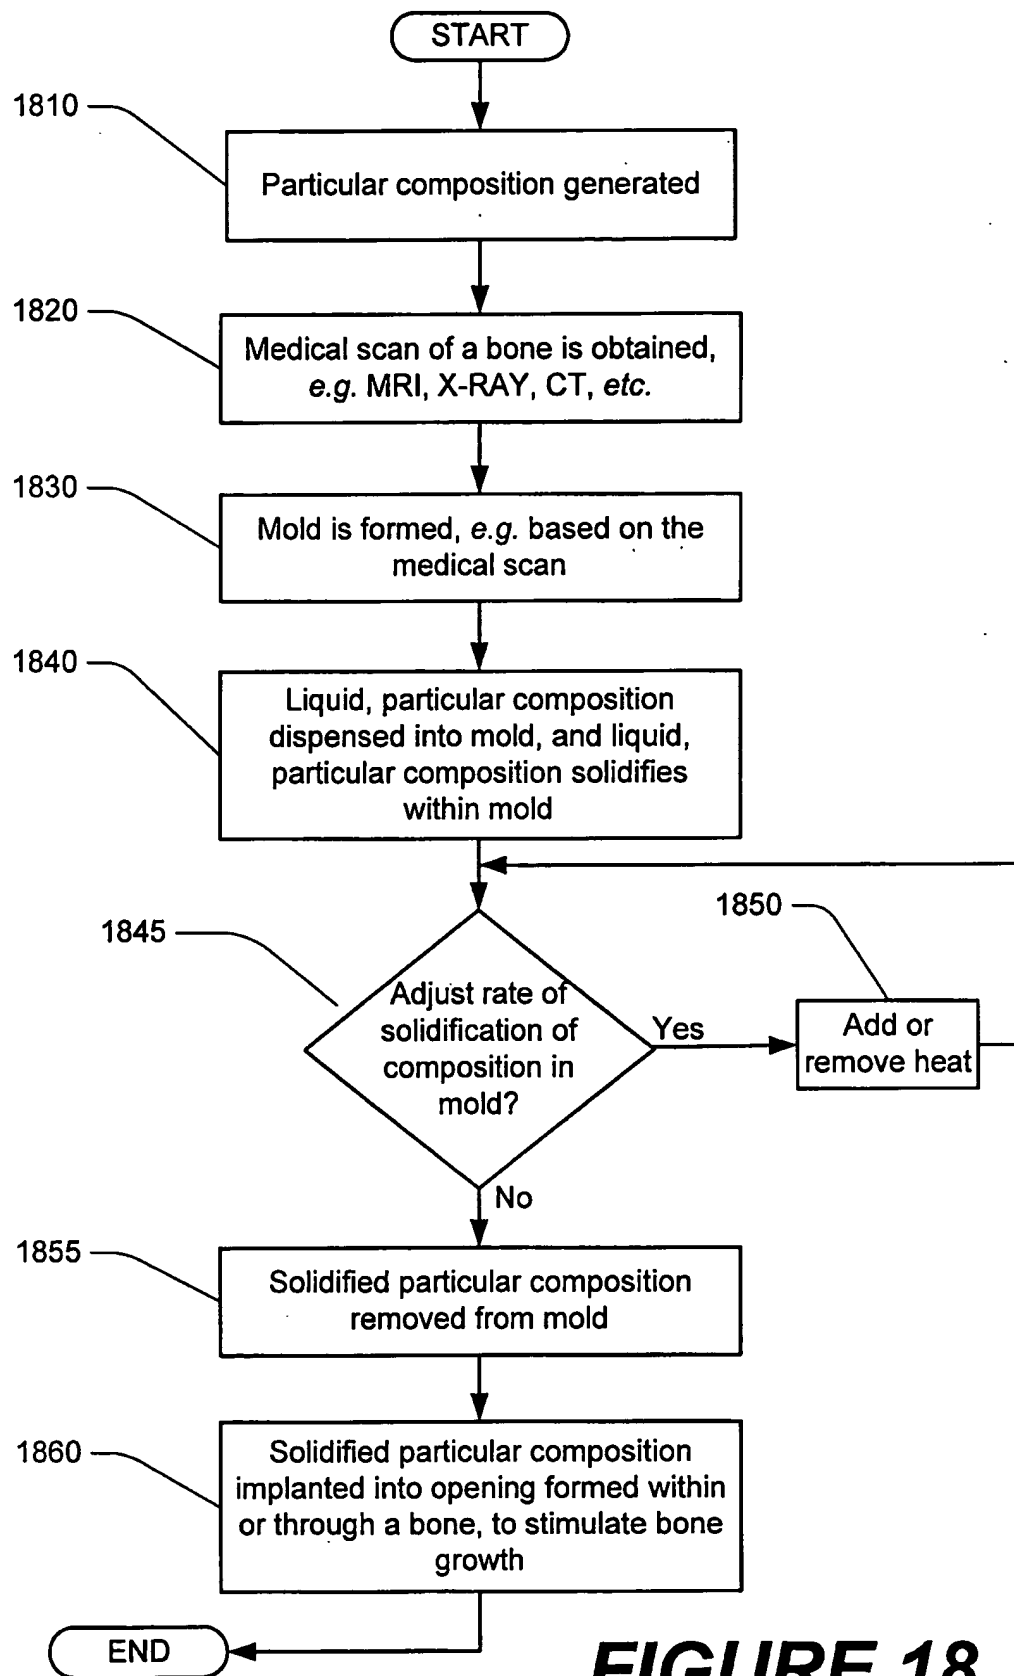 START
1810
Particular composition generated
1820
Medical scan of a bone is obtained,
e.g. MRI, X-RAY, CT, etc.
1830
Mold is formed, e.g. based on the
medical scan
1840
Liquid, particular composition
dispensed into mold, and liquid,
particular composition solidifies
within mold
1845
Adjust rate of
solidification of
composition in
mold?
Yes
1850
Add or
remove heat
No
1855
Solidified particular composition
removed from mold
1860
Solidified particular composition
implanted into opening formed within
or through a bone, to stimulate bone
growth
END
FIGURE 18